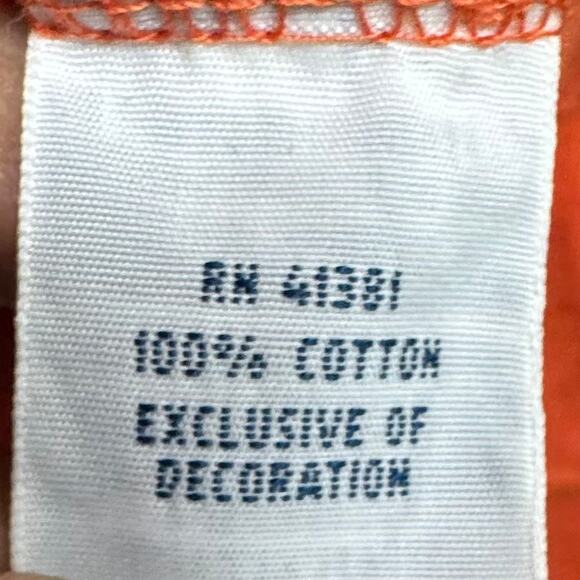 RN 41381
100% COTTON
EXCLUSIVE OF
DECORATION